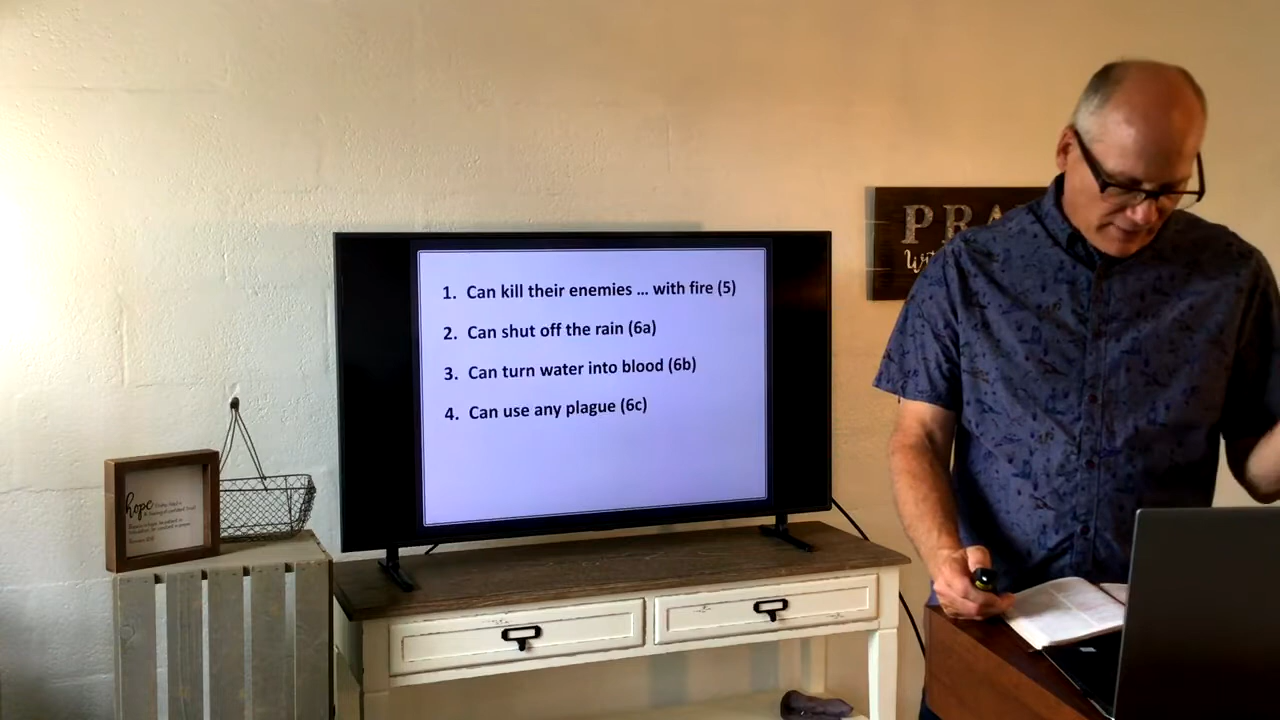 1. Can kill their enemies ... with fire (5)
2. Can shut off the rain (6a)
3. Can turn water into blood (6b)
4. Can use any plague (6c)
PRA
hope